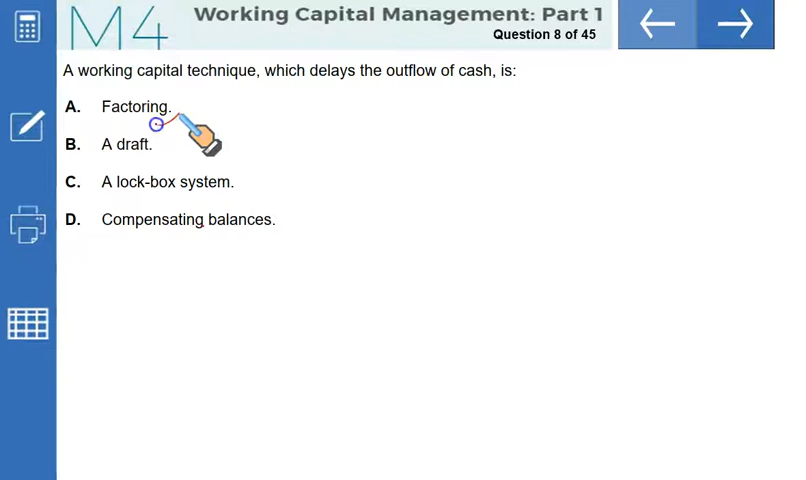 M4
Working Capital Management: Part 1
Question 8 of 45
A working capital technique, which delays the outflow of cash, is:
A. Factoring.
B. A draft.
C. A lock-box system.
D. Compensating balances.